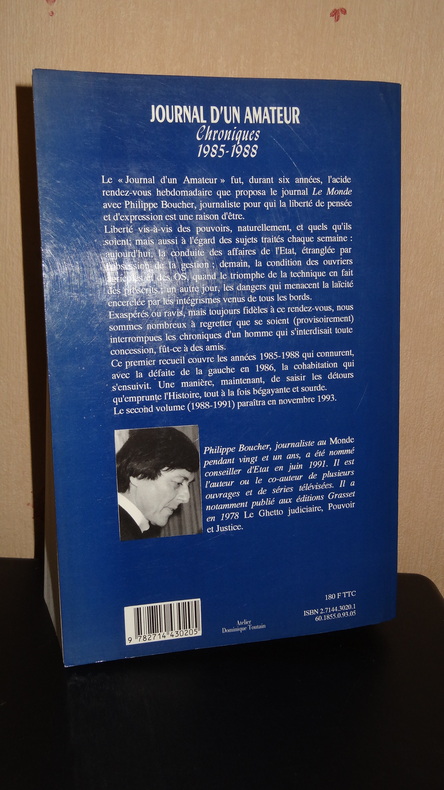 JOURNAL D'UN AMATEUR
Chroniques
1985-1988
Le « Journal d'un Amateur » fut, durant six années, l'acide
rendez-vous hebdomadaire que proposa le journal Le Monde
avec Philippe Boucher, journaliste pour qui la liberté de pensée
et d'expression est une raison d'être.
Liberté vis-à-vis des pouvoirs, naturellement, et quels qu'ils
soient; mais aussi à l'égard des sujets traités chaque semaine :
aujourd'hui, la conduite des affaires de l'Etat, étranglée par
l'obsession de la gestion ; demain, la condition des ouvriers
et des OS, quand le triomphe de la technique en fait
des proscrits ; un autre jour, les dangers qui menacent la laïcité
encerclée par les intégrismes venus de tous les bords.
Exaspérés ou ravis, mais toujours fidèles à ce rendez-vous, nous
sommes nombreux à regretter que se soient (provisoirement)
interrompues les chroniques d'un homme qui s'interdisait toute
concession, fût-ce à des amis.
Ce premier recueil couvre les années 1985-1988 qui connurent,
avec la défaite de la gauche en 1986, la cohabitation qui
s'ensuivit. Une manière, maintenant, de saisir les détours
qu'emprunte l'Histoire, tout à la fois bégayante et sourde.
Le second volume (1988-1991) paraîtra en novembre 1993.
Philippe Boucher, journaliste au Monde
pendant vingt et un ans, a été nommé
conseiller d'Etat en juin 1991. Il est
l'auteur ou le co-auteur de plusieurs
ouvrages et de séries télévisées. Il a
notamment publié aux éditions Grasset
en 1978 Le Ghetto judiciaire, Pouvoir
et Justice.
180 F TTC
ISBN 2.7144.3020.1
60.1855.0.93.05
Atelier
Dominique Toutain
9 782714 430205